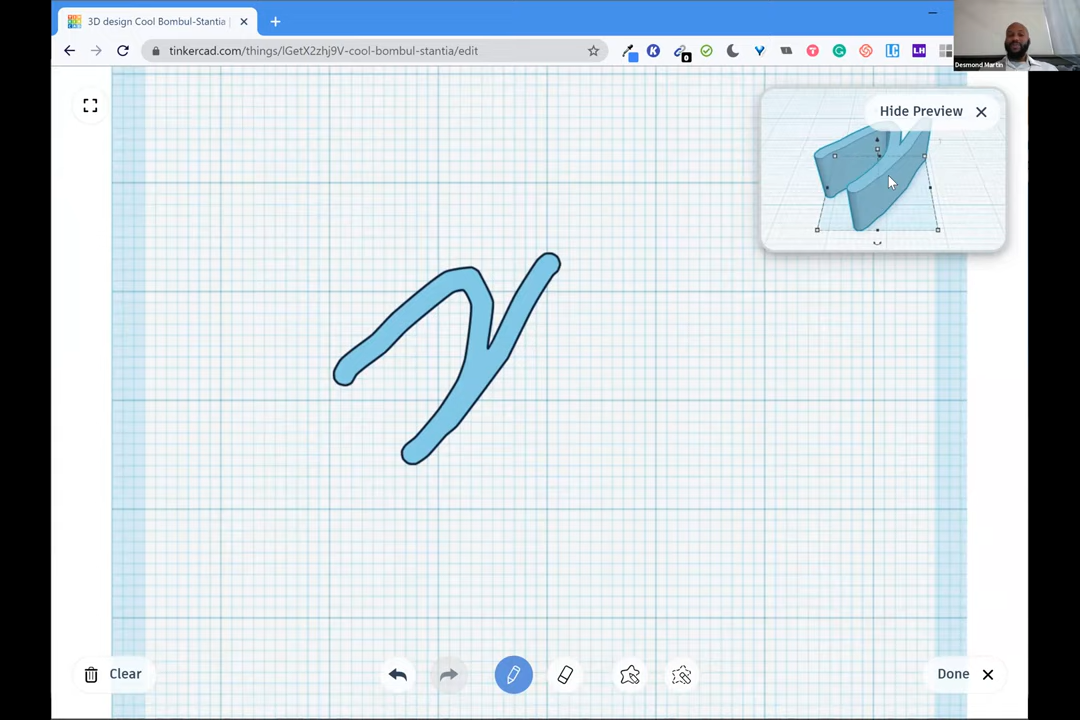 3D design Cool Bombul-Stantia |
tinkercad.com/things/lGetX2zhj9V-cool-bombul-stantia/edit
Desmond Martin
Hide Preview
Clear
Done